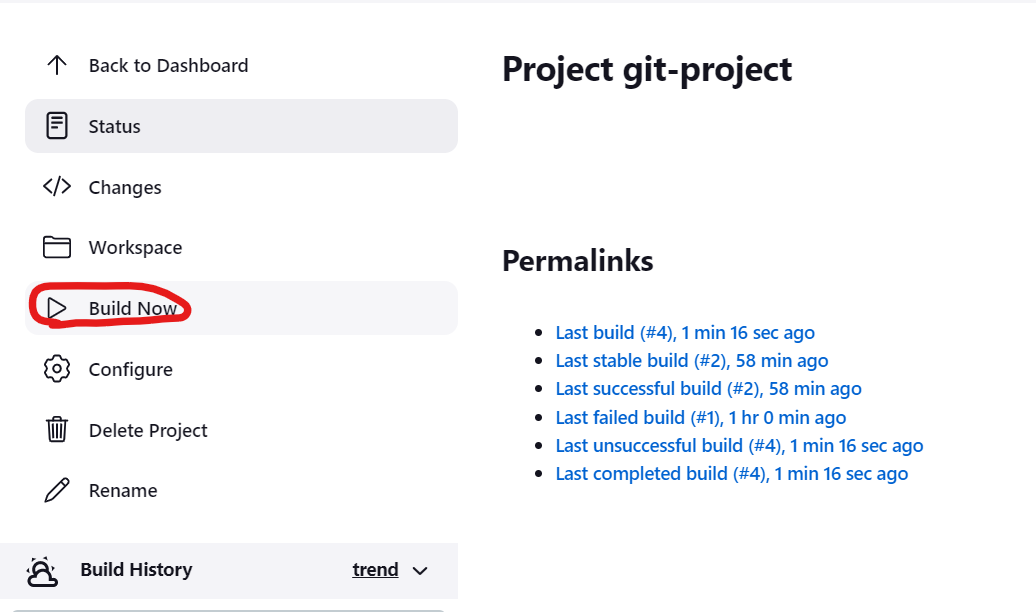 Back to Dashboard
Status
Changes
Workspace
Build Now
Configure
Delete Project
Rename
Build History trend
Project git-project
Permalinks
Last build (#4), 1 min 16 sec ago
Last stable build (#2), 58 min ago
Last successful build (#2), 58 min ago
Last failed build (#1), 1 hr 0 min ago
Last unsuccessful build (#4), 1 min 16 sec ago
Last completed build (#4), 1 min 16 sec ago